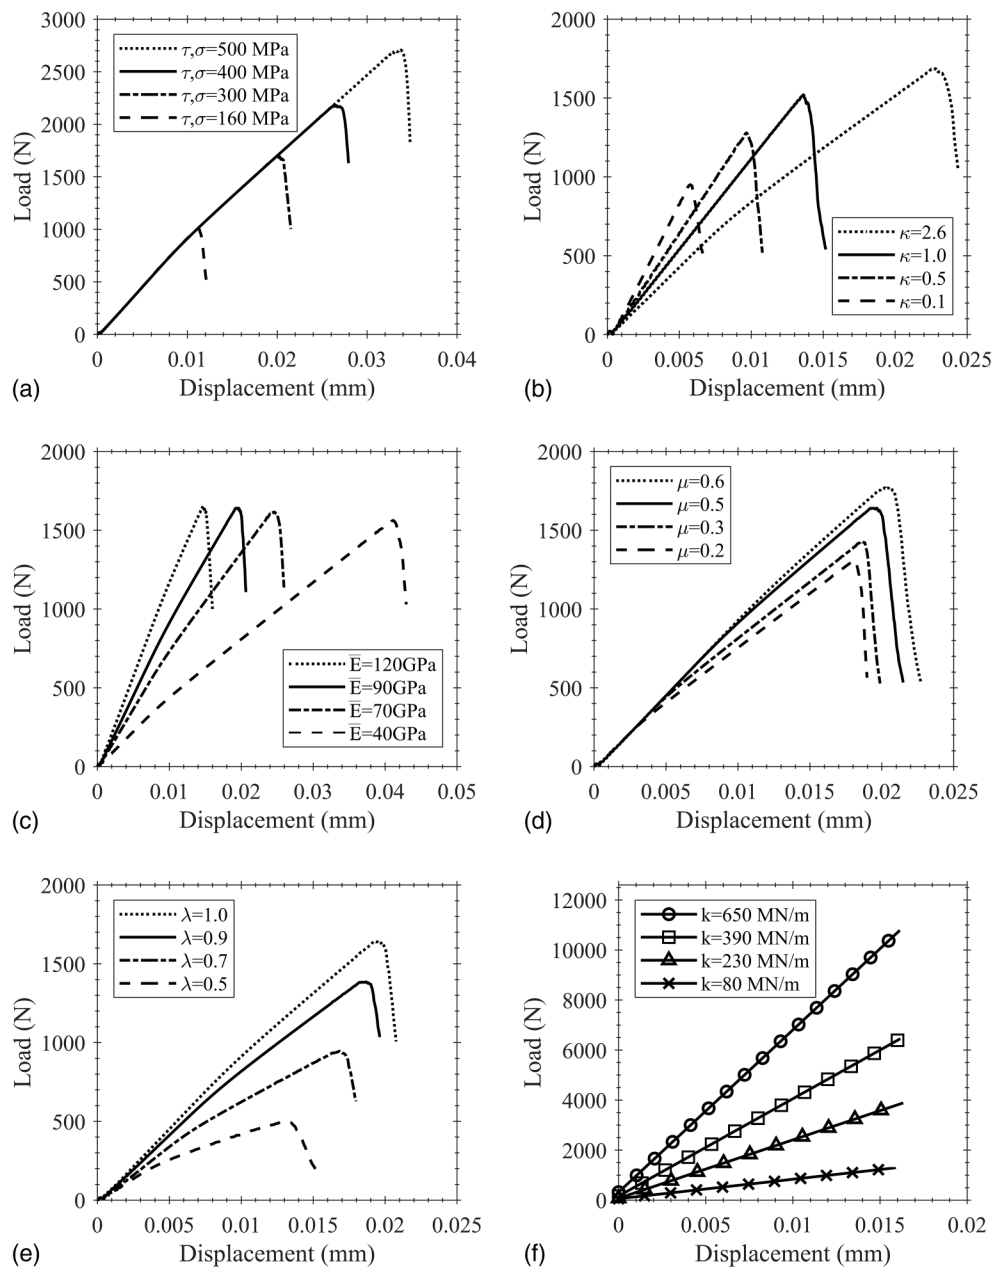 3000
2500
2000
1500
1000
500
0
Load (N)
τ,σ=500 MPa
τ,σ=400 MPa
τ,σ=300 MPa
τ,σ=160 MPa
0 0.01 0.02 0.03 0.04
(a) Displacement (mm)
2000
1500
1000
500
0
Load (N)
κ=2.6
κ=1.0
κ=0.5
κ=0.1
0 0.005 0.01 0.015 0.02 0.025
(b) Displacement (mm)
2000
1500
1000
500
0
Load (N)
E̅=120GPa
E̅=90GPa
E̅=70GPa
E̅=40GPa
0 0.01 0.02 0.03 0.04 0.05
(c) Displacement (mm)
2000
1500
1000
500
0
Load (N)
μ=0.6
μ=0.5
μ=0.3
μ=0.2
0 0.005 0.01 0.015 0.02 0.025
(d) Displacement (mm)
2000
1500
1000
500
0
Load (N)
λ=1.0
λ=0.9
λ=0.7
λ=0.5
0 0.005 0.01 0.015 0.02 0.025
(e) Displacement (mm)
12000
10000
8000
6000
4000
2000
0
Load (N)
k=650 MN/m
k=390 MN/m
k=230 MN/m
k=80 MN/m
0 0.005 0.01 0.015 0.02
(f) Displacement (mm)